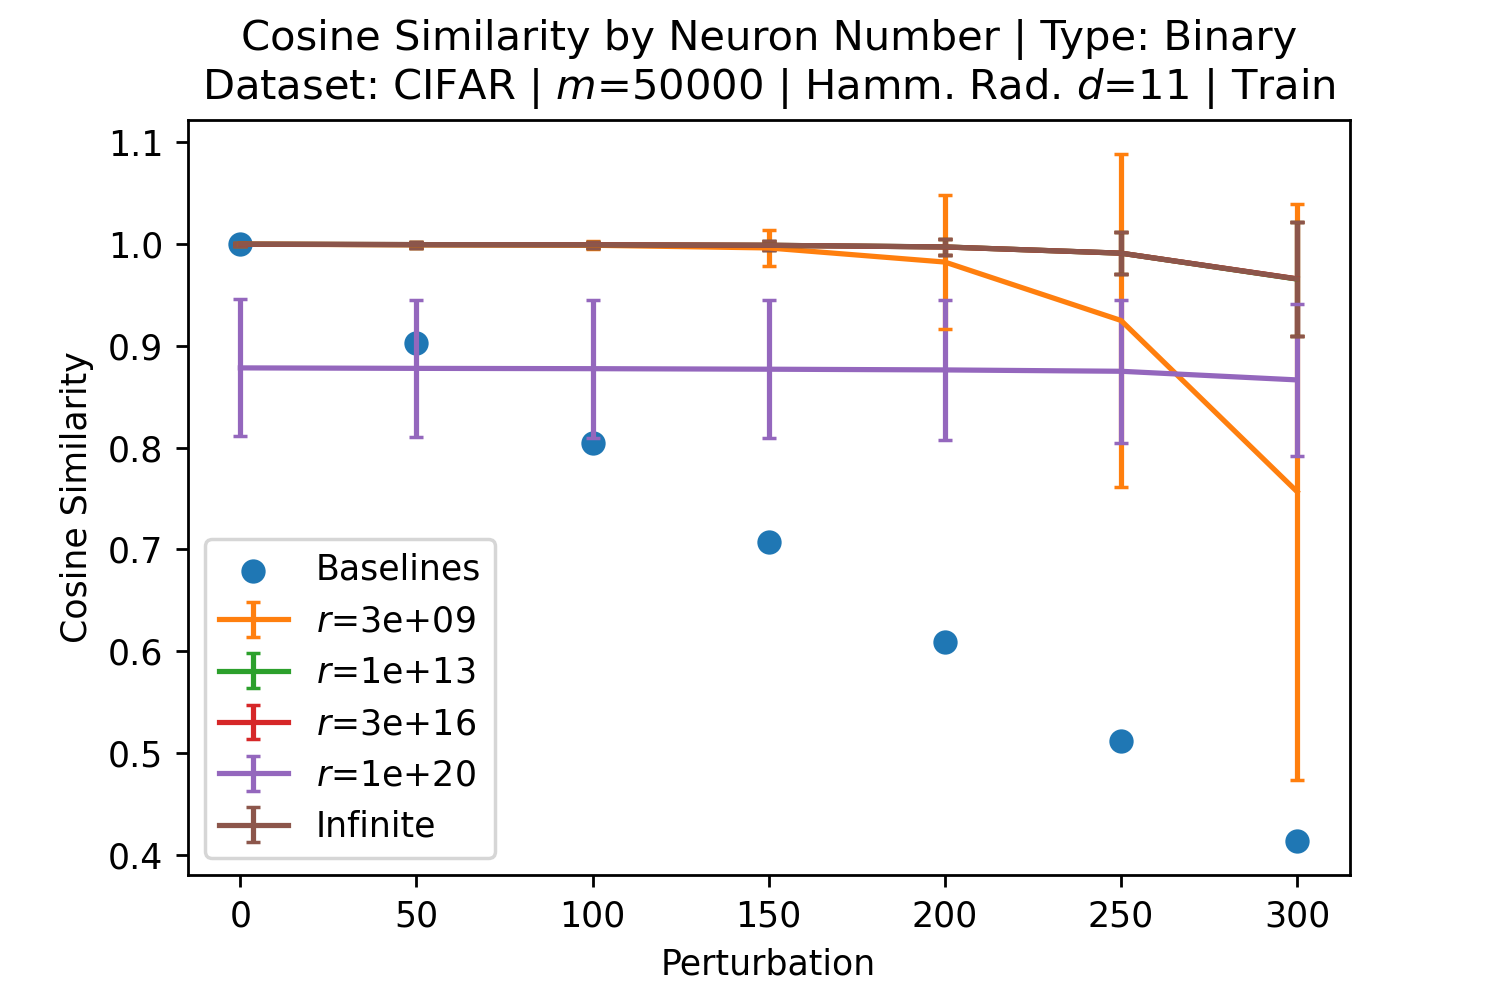 Cosine Similarity by Neuron Number | Type: Binary
Dataset: CIFAR | m=50000 | Hamm. Rad. d=11 | Train
Cosine Similarity
1.1
1.0
0.9
0.8
0.7
0.6
0.5
0.4
Baselines
r=3e+09
r=1e+13
r=3e+16
r=1e+20
Infinite
0 50 100 150 200 250 300
Perturbation